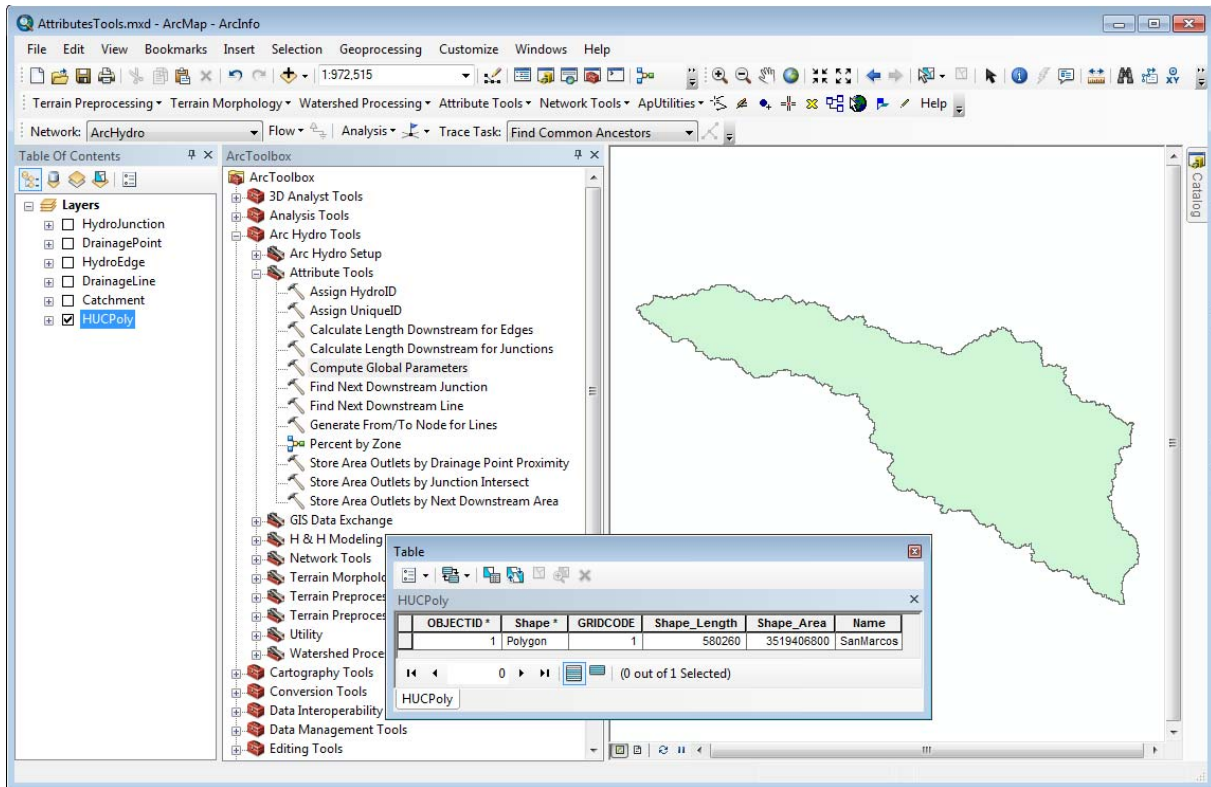 AttributesTools.mxd - ArcMap - ArcInfo
File Edit View Bookmarks Insert Selection Geoprocessing Customize Windows Help
1:972,515
Terrain Preprocessing Terrain Morphology Watershed Processing Attribute Tools Network Tools ApUtilities Help
Network: ArcHydro Flow Analysis Trace Task: Find Common Ancestors
Table Of Contents
Layers
HydroJunction
DrainagePoint
HydroEdge
DrainageLine
Catchment
HUCPoly
ArcToolbox
ArcToolbox
3D Analyst Tools
Analysis Tools
Arc Hydro Tools
Arc Hydro Setup
Attribute Tools
Assign HydroID
Assign UniqueID
Calculate Length Downstream for Edges
Calculate Length Downstream for Junctions
Compute Global Parameters
Find Next Downstream Junction
Find Next Downstream Line
Generate From/To Node for Lines
Percent by Zone
Store Area Outlets by Drainage Point Proximity
Store Area Outlets by Junction Intersect
Store Area Outlets by Next Downstream Area
GIS Data Exchange
H & H Modeling
Network Tools
Terrain Morpholo
Terrain Preproces
Terrain Preproces
Utility
Watershed Proce
Cartography Tools
Conversion Tools
Data Interoperability
Data Management Tools
Editing Tools
Table
HUCPoly
OBJECTID * Shape * GRIDCODE Shape_Length Shape_Area Name
1 Polygon 1 580260 3519406800 SanMarcos
0 (0 out of 1 Selected)
HUCPoly
Catalog